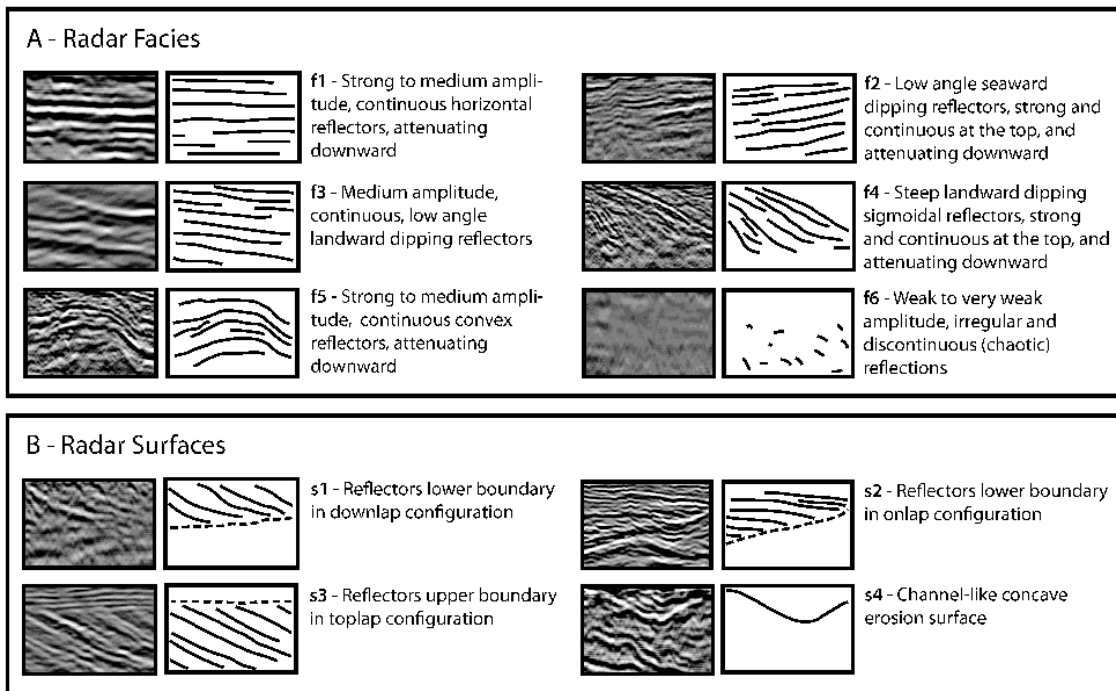 A - Radar Facies
f1 - Strong to medium ampli-
tude, continuous horizontal
reflectors, attenuating
downward
f2 - Low angle seaward
dipping reflectors, strong and
continuous at the top, and
attenuating downward
f3 - Medium amplitude,
continuous, low angle
landward dipping reflectors
f4 - Steep landward dipping
sigmoidal reflectors, strong
and continuous at the top, and
attenuating downward
f5 - Strong to medium ampli-
tude, continuous convex
reflectors, attenuating
downward
f6 - Weak to very weak
amplitude, irregular and
discontinuous (chaotic)
reflections
B - Radar Surfaces
s1 - Reflectors lower boundary
in downlap configuration
s2 - Reflectors lower boundary
in onlap configuration
s3 - Reflectors upper boundary
in toplap configuration
s4 - Channel-like concave
erosion surface